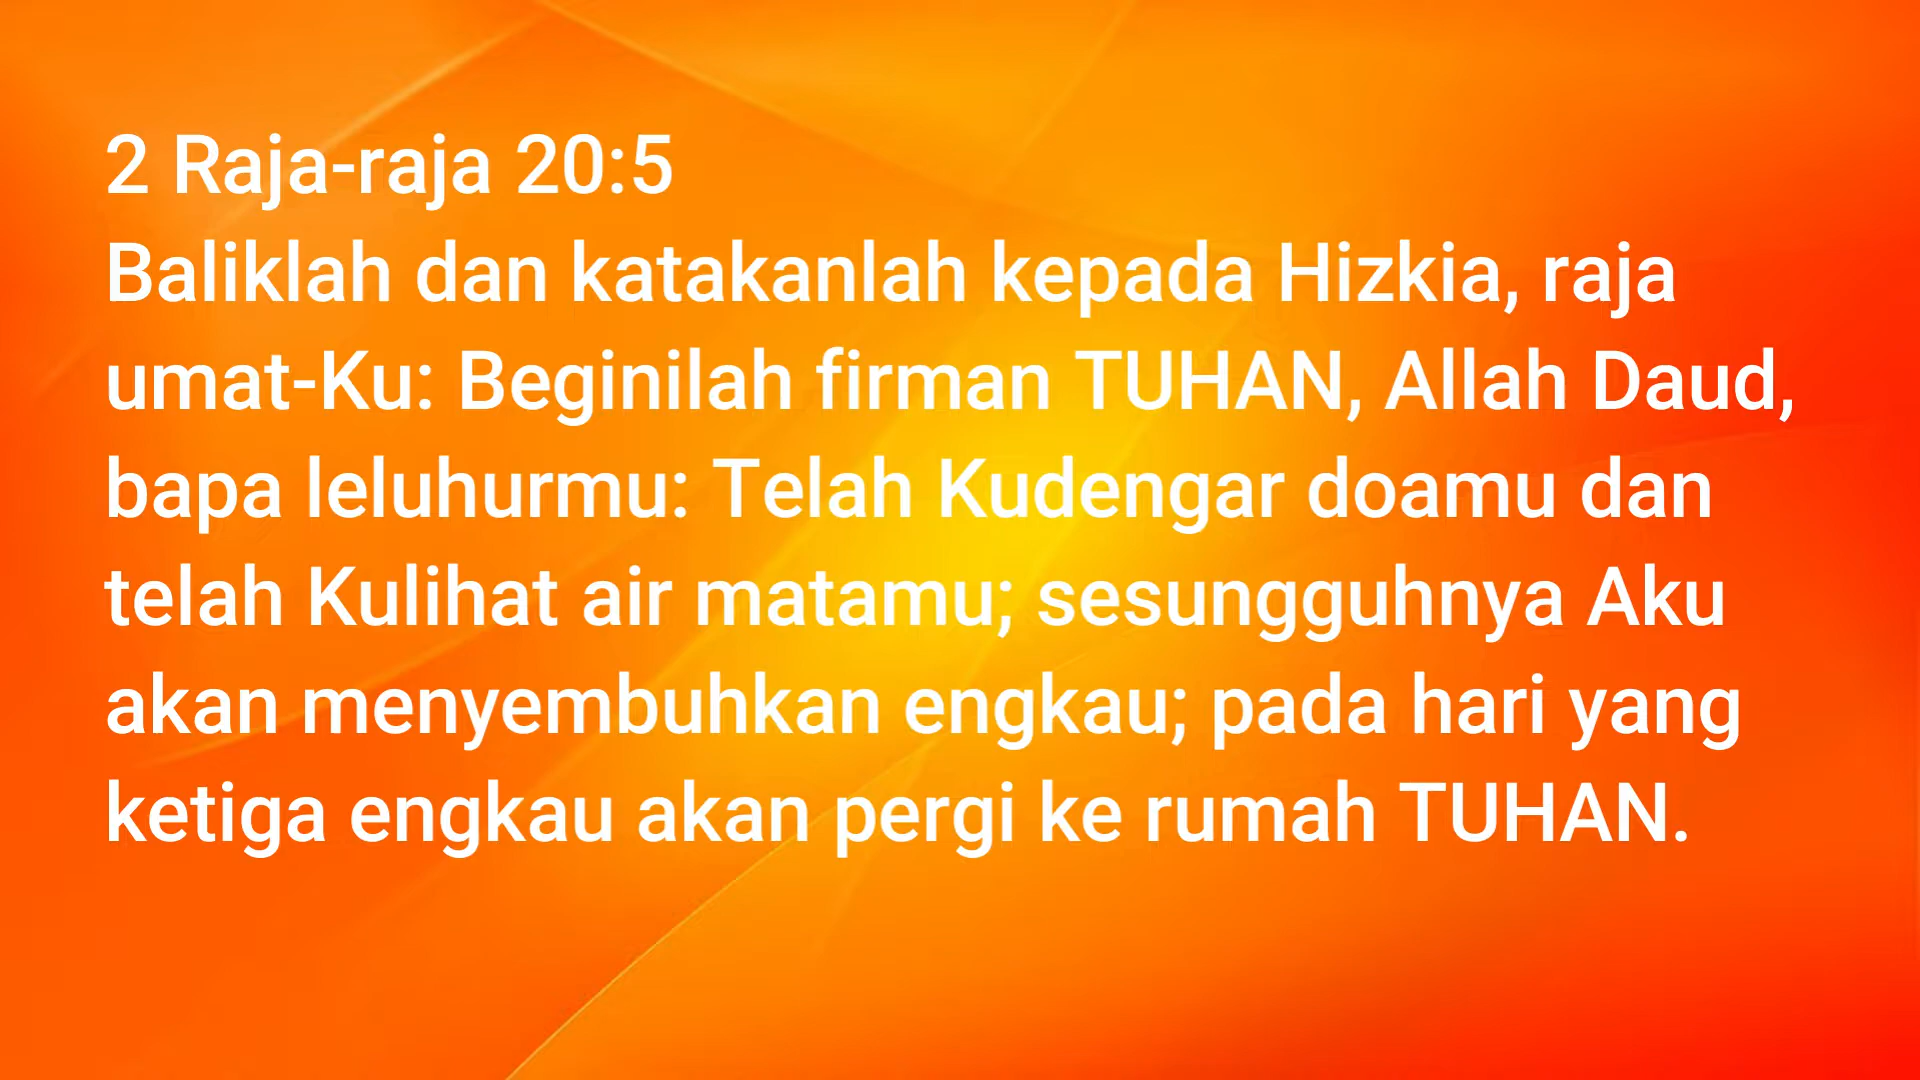 2 Raja-raja 20:5
Baliklah dan katakanlah kepada Hizkia, raja
umat-Ku: Beginilah firman TUHAN, Allah Daud,
bapa leluhurmu: Telah Kudengar doamu dan
telah Kulihat air matamu; sesungguhnya Aku
akan menyembuhkan engkau; pada hari yang
ketiga engkau akan pergi ke rumah TUHAN.